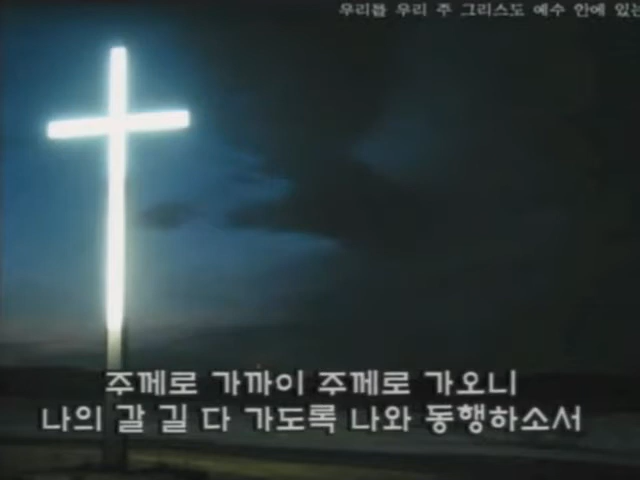 우리를 우리 주 그리스도 예수 안에 있는
주께로 가까이 주께로 가오니
나의 갈 길 다 가도록 나와 동행하소서